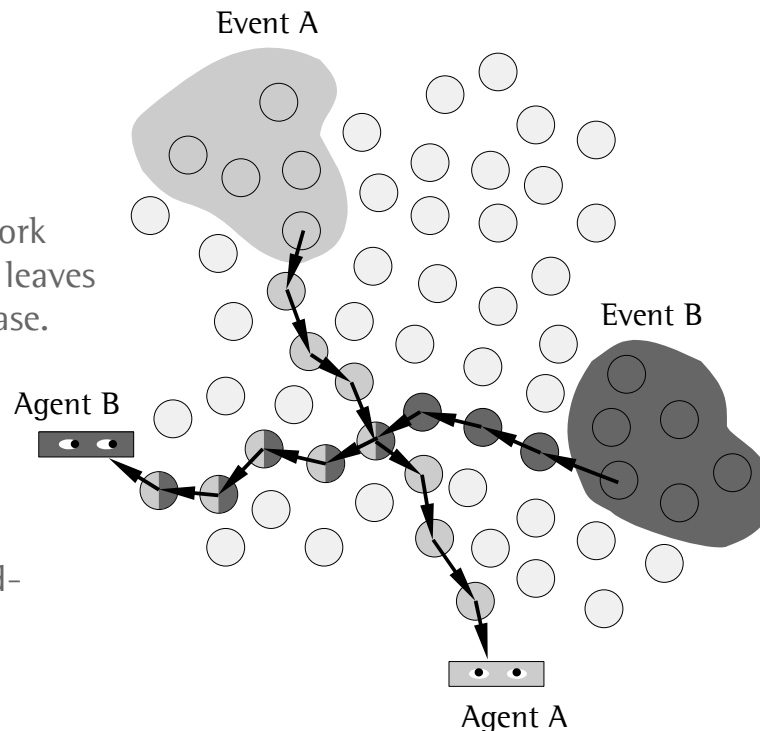 Event A
ork
leaves
ase.
Event B
Agent B
d-
Agent A